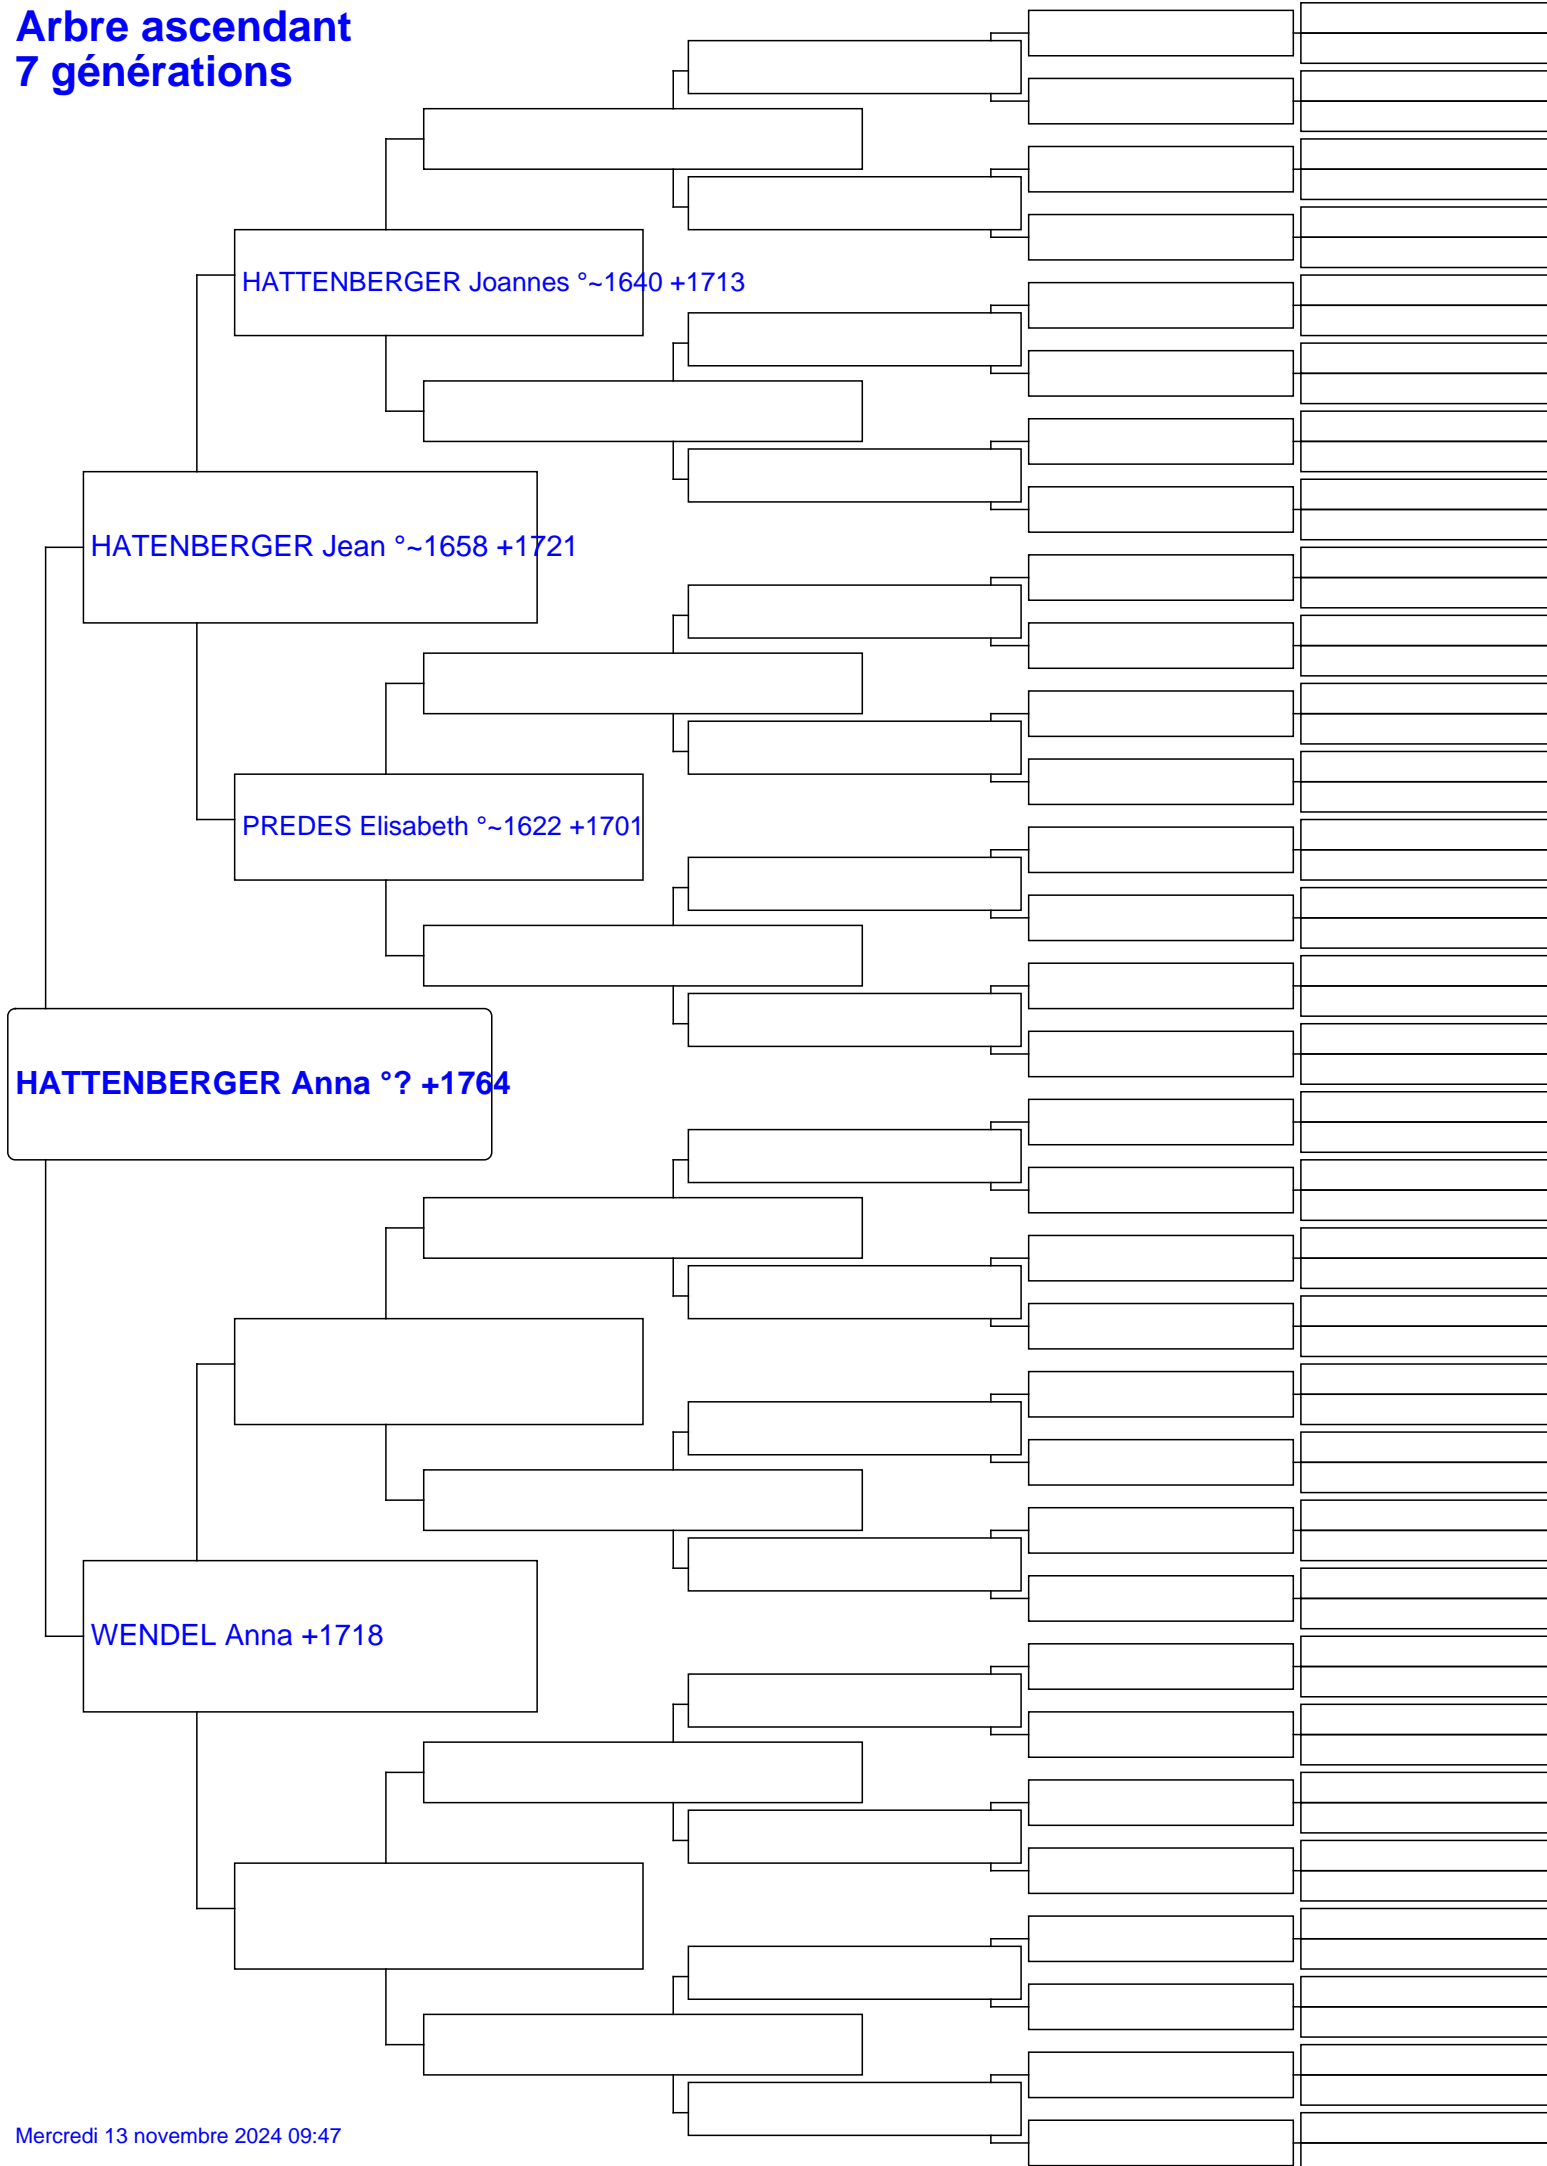 Arbre ascendant
7 générations
HATTENBERGER Joannes °~1640 +1713
HATENBERGER Jean °~1658 +1721
PREDES Elisabeth °~1622 +1701
HATTENBERGER Anna °? +1764
WENDEL Anna +1718
Mercredi 13 novembre 2024 09:47